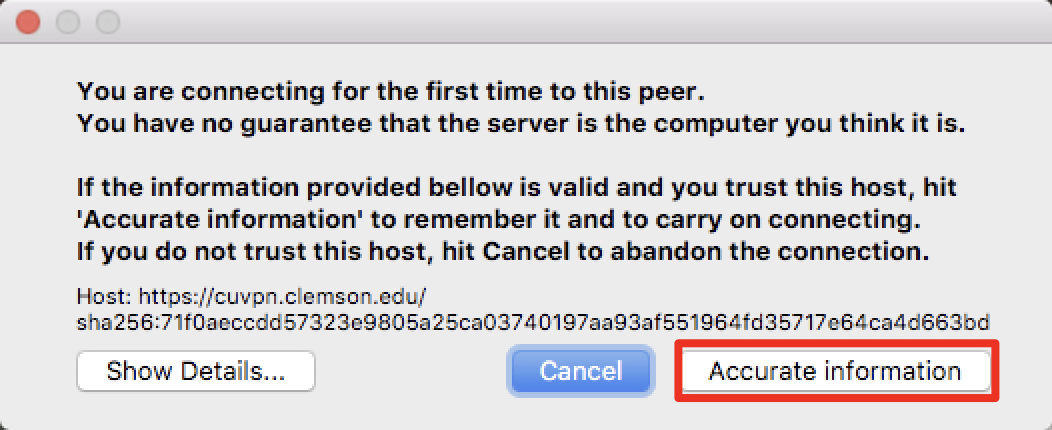 You are connecting for the first time to this peer.
You have no guarantee that the server is the computer you think it is.
If the information provided bellow is valid and you trust this host, hit
'Accurate information' to remember it and to carry on connecting.
If you do not trust this host, hit Cancel to abandon the connection.
Host: https://cuvpn.clemson.edu/
sha256:71f0aeccdd57323e9805a25ca03740197aa93af551964fd35717e64ca4d663bd
Show Details... Cancel Accurate information